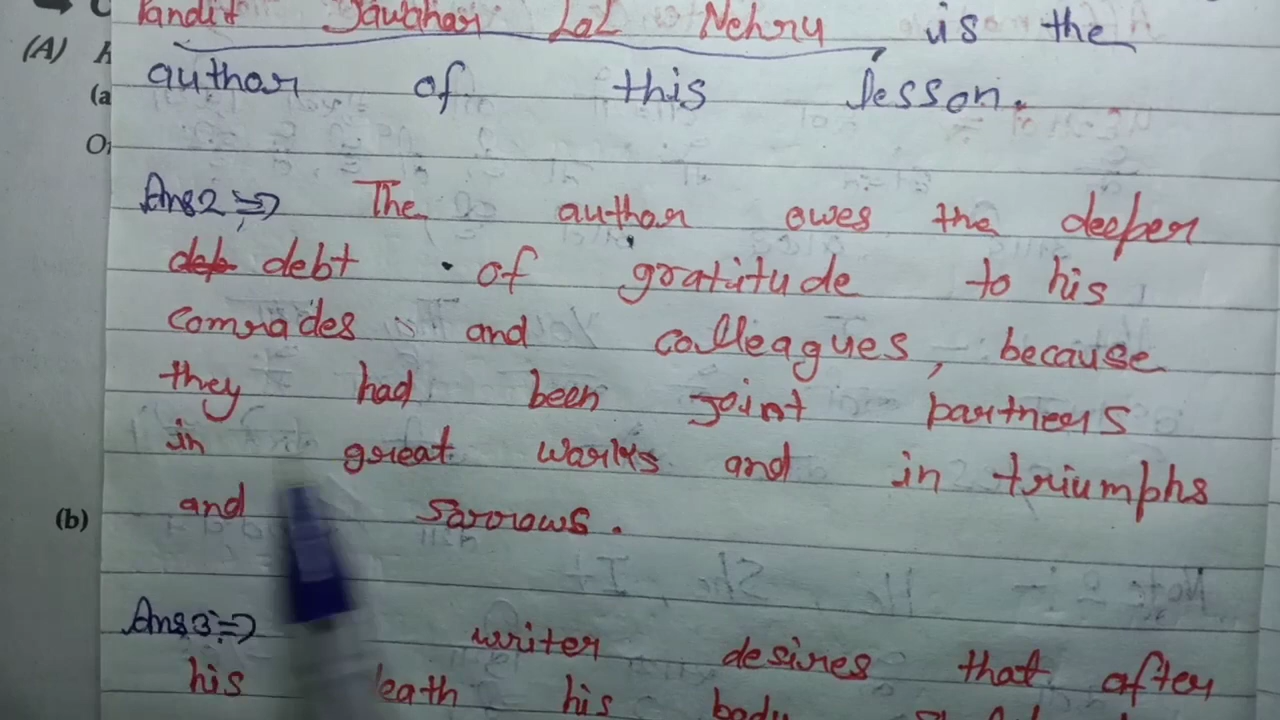 Pandit Jawahar Lal Nehru is the
(A)
author of this lesson.
(a
Ans2 => The author owes the deeper
debt of gratitude to his
comrades and colleagues, because
they had been joint partners
in great works and in triumphs
(b) and sorrows.
Ans3 => writer desires that after
his eath his body